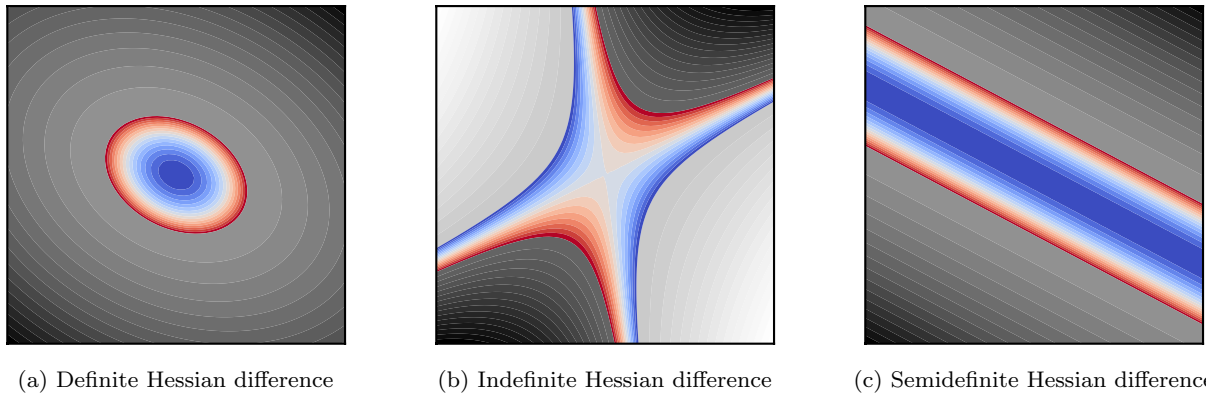 (a) Definite Hessian difference
(b) Indefinite Hessian difference
(c) Semidefinite Hessian difference